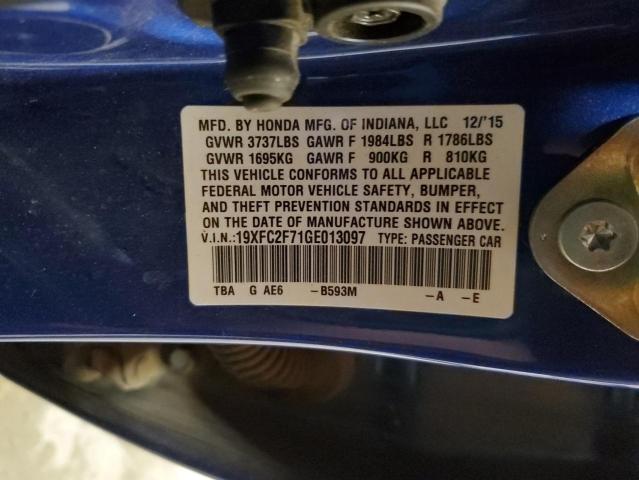 MFD. BY HONDA MFG. OF INDIANA, LLC 12/'15
GVWR 3737LBS GAWR F 1984LBS R 1786LBS
GVWR 1695KG GAWR F 900KG R 810KG
THIS VEHICLE CONFORMS TO ALL APPLICABLE
FEDERAL MOTOR VEHICLE SAFETY, BUMPER,
AND THEFT PREVENTION STANDARDS IN EFFECT
ON THE DATE OF MANUFACTURE SHOWN ABOVE.
V.I.N.:19XFC2F71GE013097 TYPE: PASSENGER CAR
TBA G AE6 -B593M -A -E